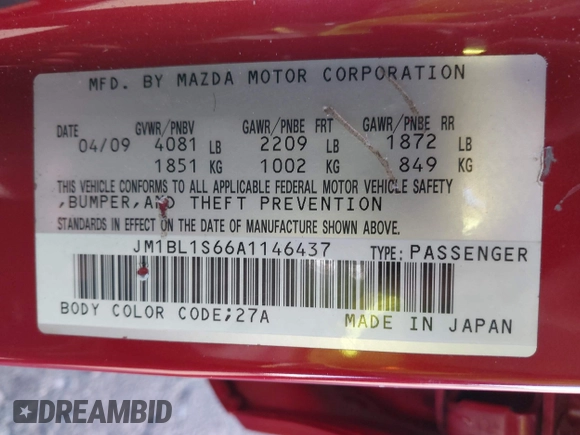 MFD. BY MAZDA MOTOR CORPORATION
DATE GVWR/PNBV GAWR/PNBE FRT GAWR/PNBE RR
04/09 4081 LB 2209 LB 1872 LB
1851 KG 1002 KG 849 KG
THIS VEHICLE CONFORMS TO ALL APPLICABLE FEDERAL MOTOR VEHICLE SAFETY
,BUMPER,AND THEFT PREVENTION
STANDARDS IN EFFECT ON THE DATE OF MANUFACTURE SHOWN ABOVE.
JM1BL1S66A1146437 TYPE: PASSENGER
BODY COLOR CODE;27A MADE IN JAPAN
DREAMBID